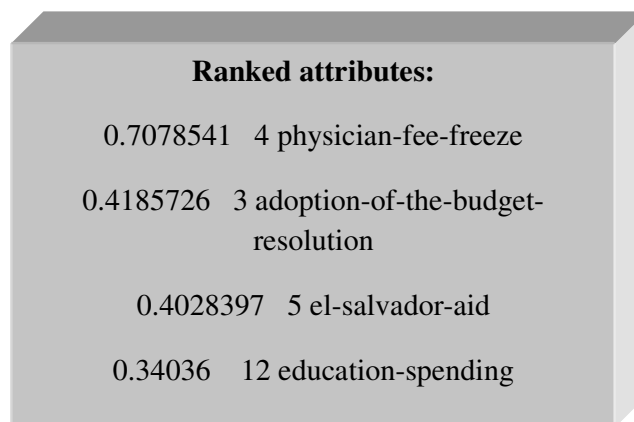 Ranked attributes:
0.7078541 4 physician-fee-freeze
0.4185726 3 adoption-of-the-budget-
resolution
0.4028397 5 el-salvador-aid
0.34036 12 education-spending